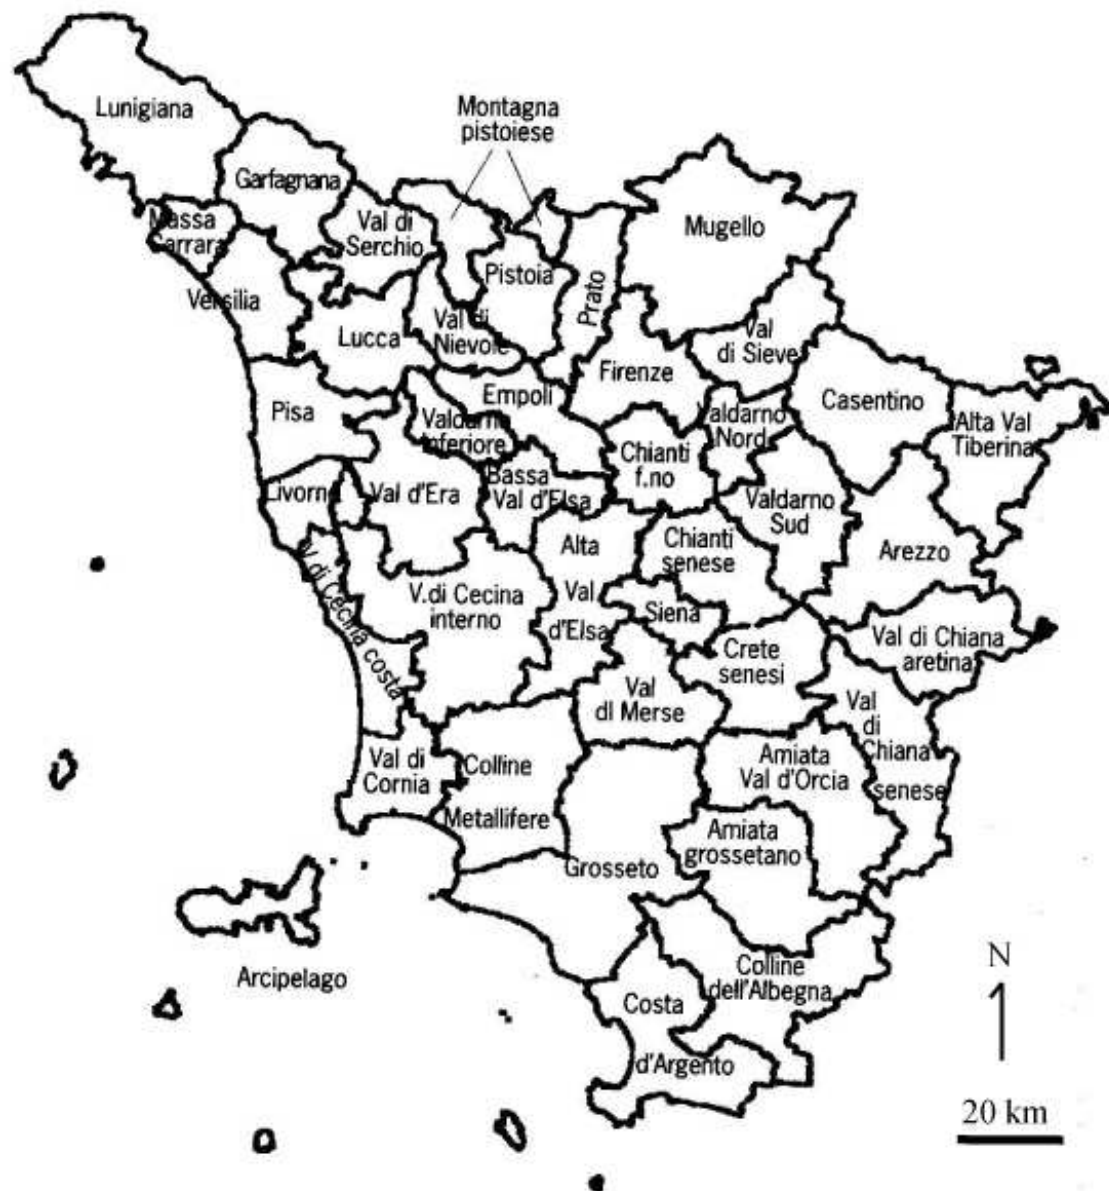 Lunigiana
Montagna
pistoiese
Garfagnana
Massa
Carrara
Val di
Serchio
Mugello
Pistoia
Prato
Versilia
Lucca
Val di
Nievole
Val
di Sieve
Firenze
Empoli
Pisa
Valdarno
Inferiore
Valdarno
Nord
Casentino
Alta Val
Tiberina
Chianti
f.no
Livorno
Val d'Era
Bassa
Val d'Elsa
Valdarno
Sud
Alta
Val
d'Elsa
Chianti
senese
Arezzo
V. di Cecina costa
V.di Cecina
interno
Siena
Val di Chiana
aretina
Crete
senesi
Val
dI Merse
Val
di
Chiana
senese
Val di
Cornia
Colline
Metallifere
Amiata
Val d'Orcia
Amiata
grossetano
Grosseto
Arcipelago
Colline
dell'Albegna
Costa
d'Argento
N
20 km